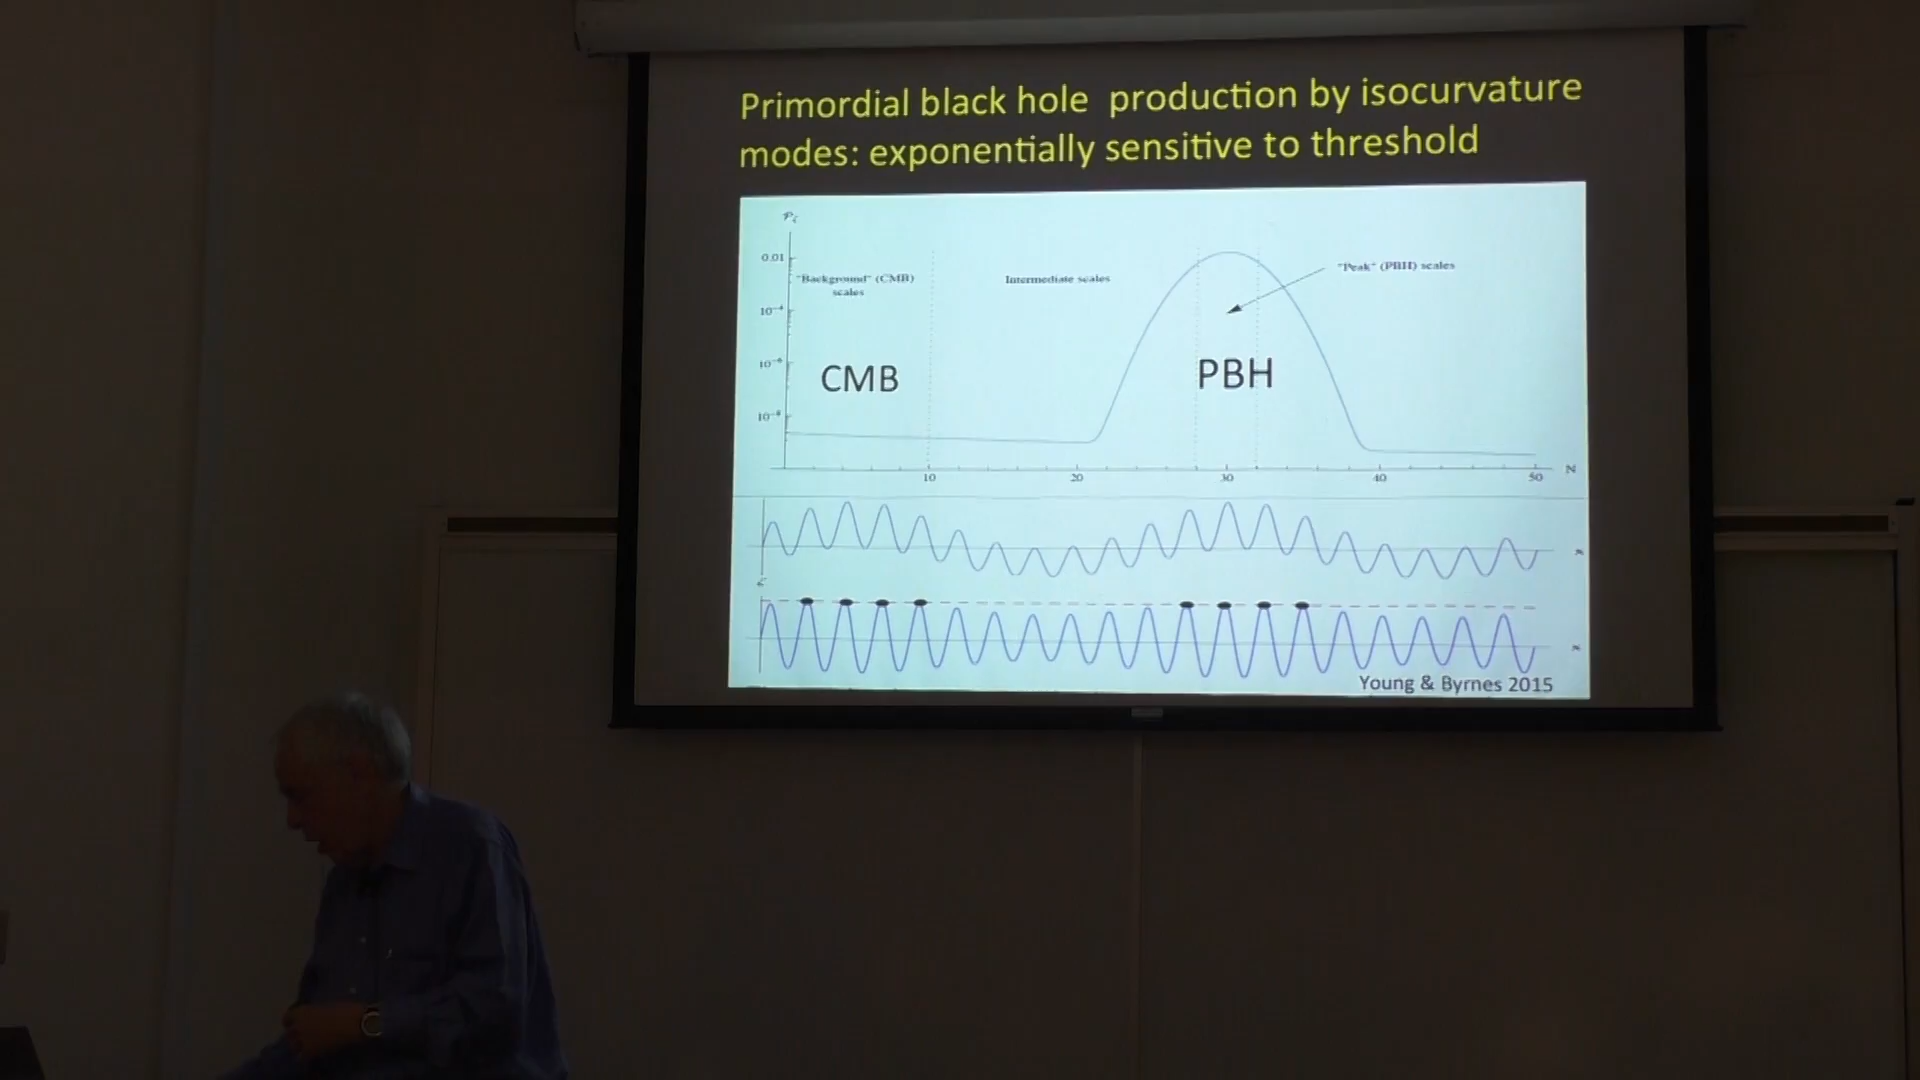 Primordial black hole production by isocurvature
modes: exponentially sensitive to threshold
0.01
"Background" (CMB)
scales
Intermediate scales
"Peak" (PBH) scales
10⁻⁴
10⁻⁶
CMB
PBH
10⁻⁸
10 20 30 40 50 N
Young & Byrnes 2015